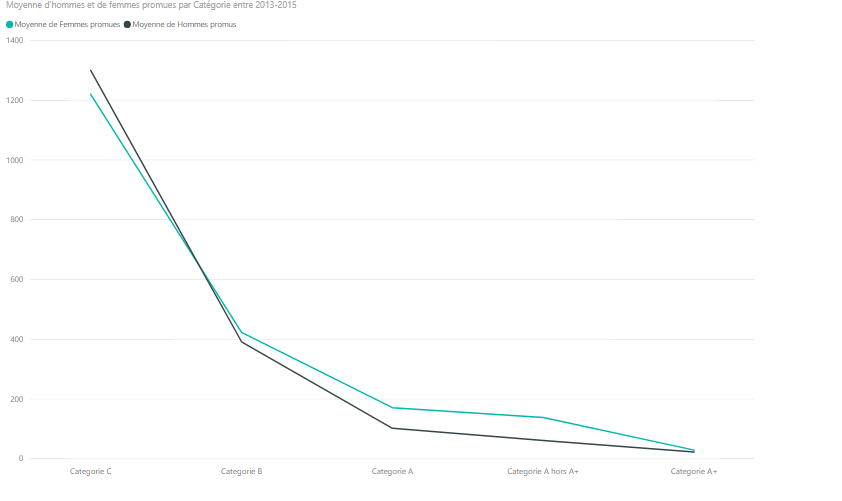 Moyenne d'hommes et de femmes promues par Catégorie entre 2013-2015
Moyenne de Femmes promues Moyenne de Hommes promus
1400
1200
1000
800
600
400
200
0
Categorie C Categorie B Categorie A Categorie A hors A+ Categorie A+